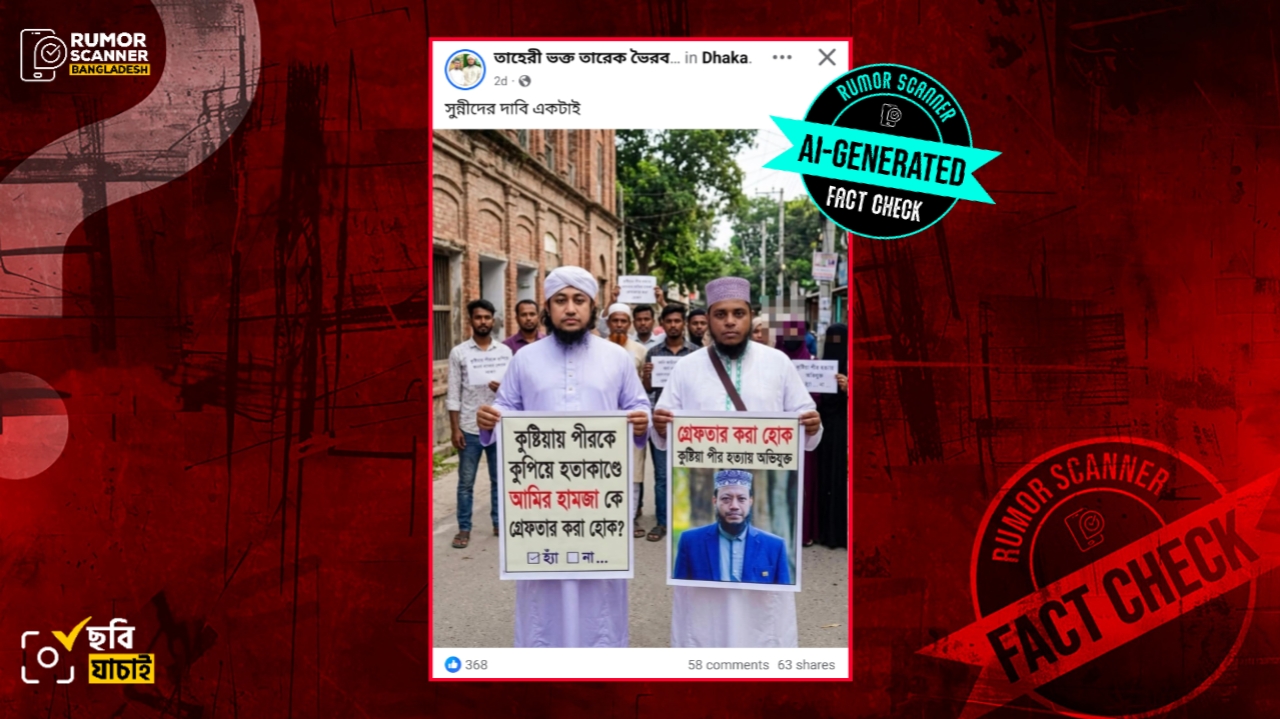 RUMOR
SCANNER
BANGLADESH
তাহেরী ভক্ত তারেক ভৈরব... in Dhaka.
2d
সুন্নীদের দাবি একটাই
RUMOR SCANNER
AI-GENERATED
FACT CHECK
কুষ্টিয়ায় পীরকে
কুপিয়ে হতাকাণ্ডে
আমির হামজা কে
গ্রেফতার করা হোক?
হ্যাঁ না...
গ্রেফতার করা হোক
কুষ্টিয়া পীর হত্যায় অভিযুক্ত
368
58 comments 63 shares
ছবি
যাচাই
RUMOR SCANNER
FACT CHECK